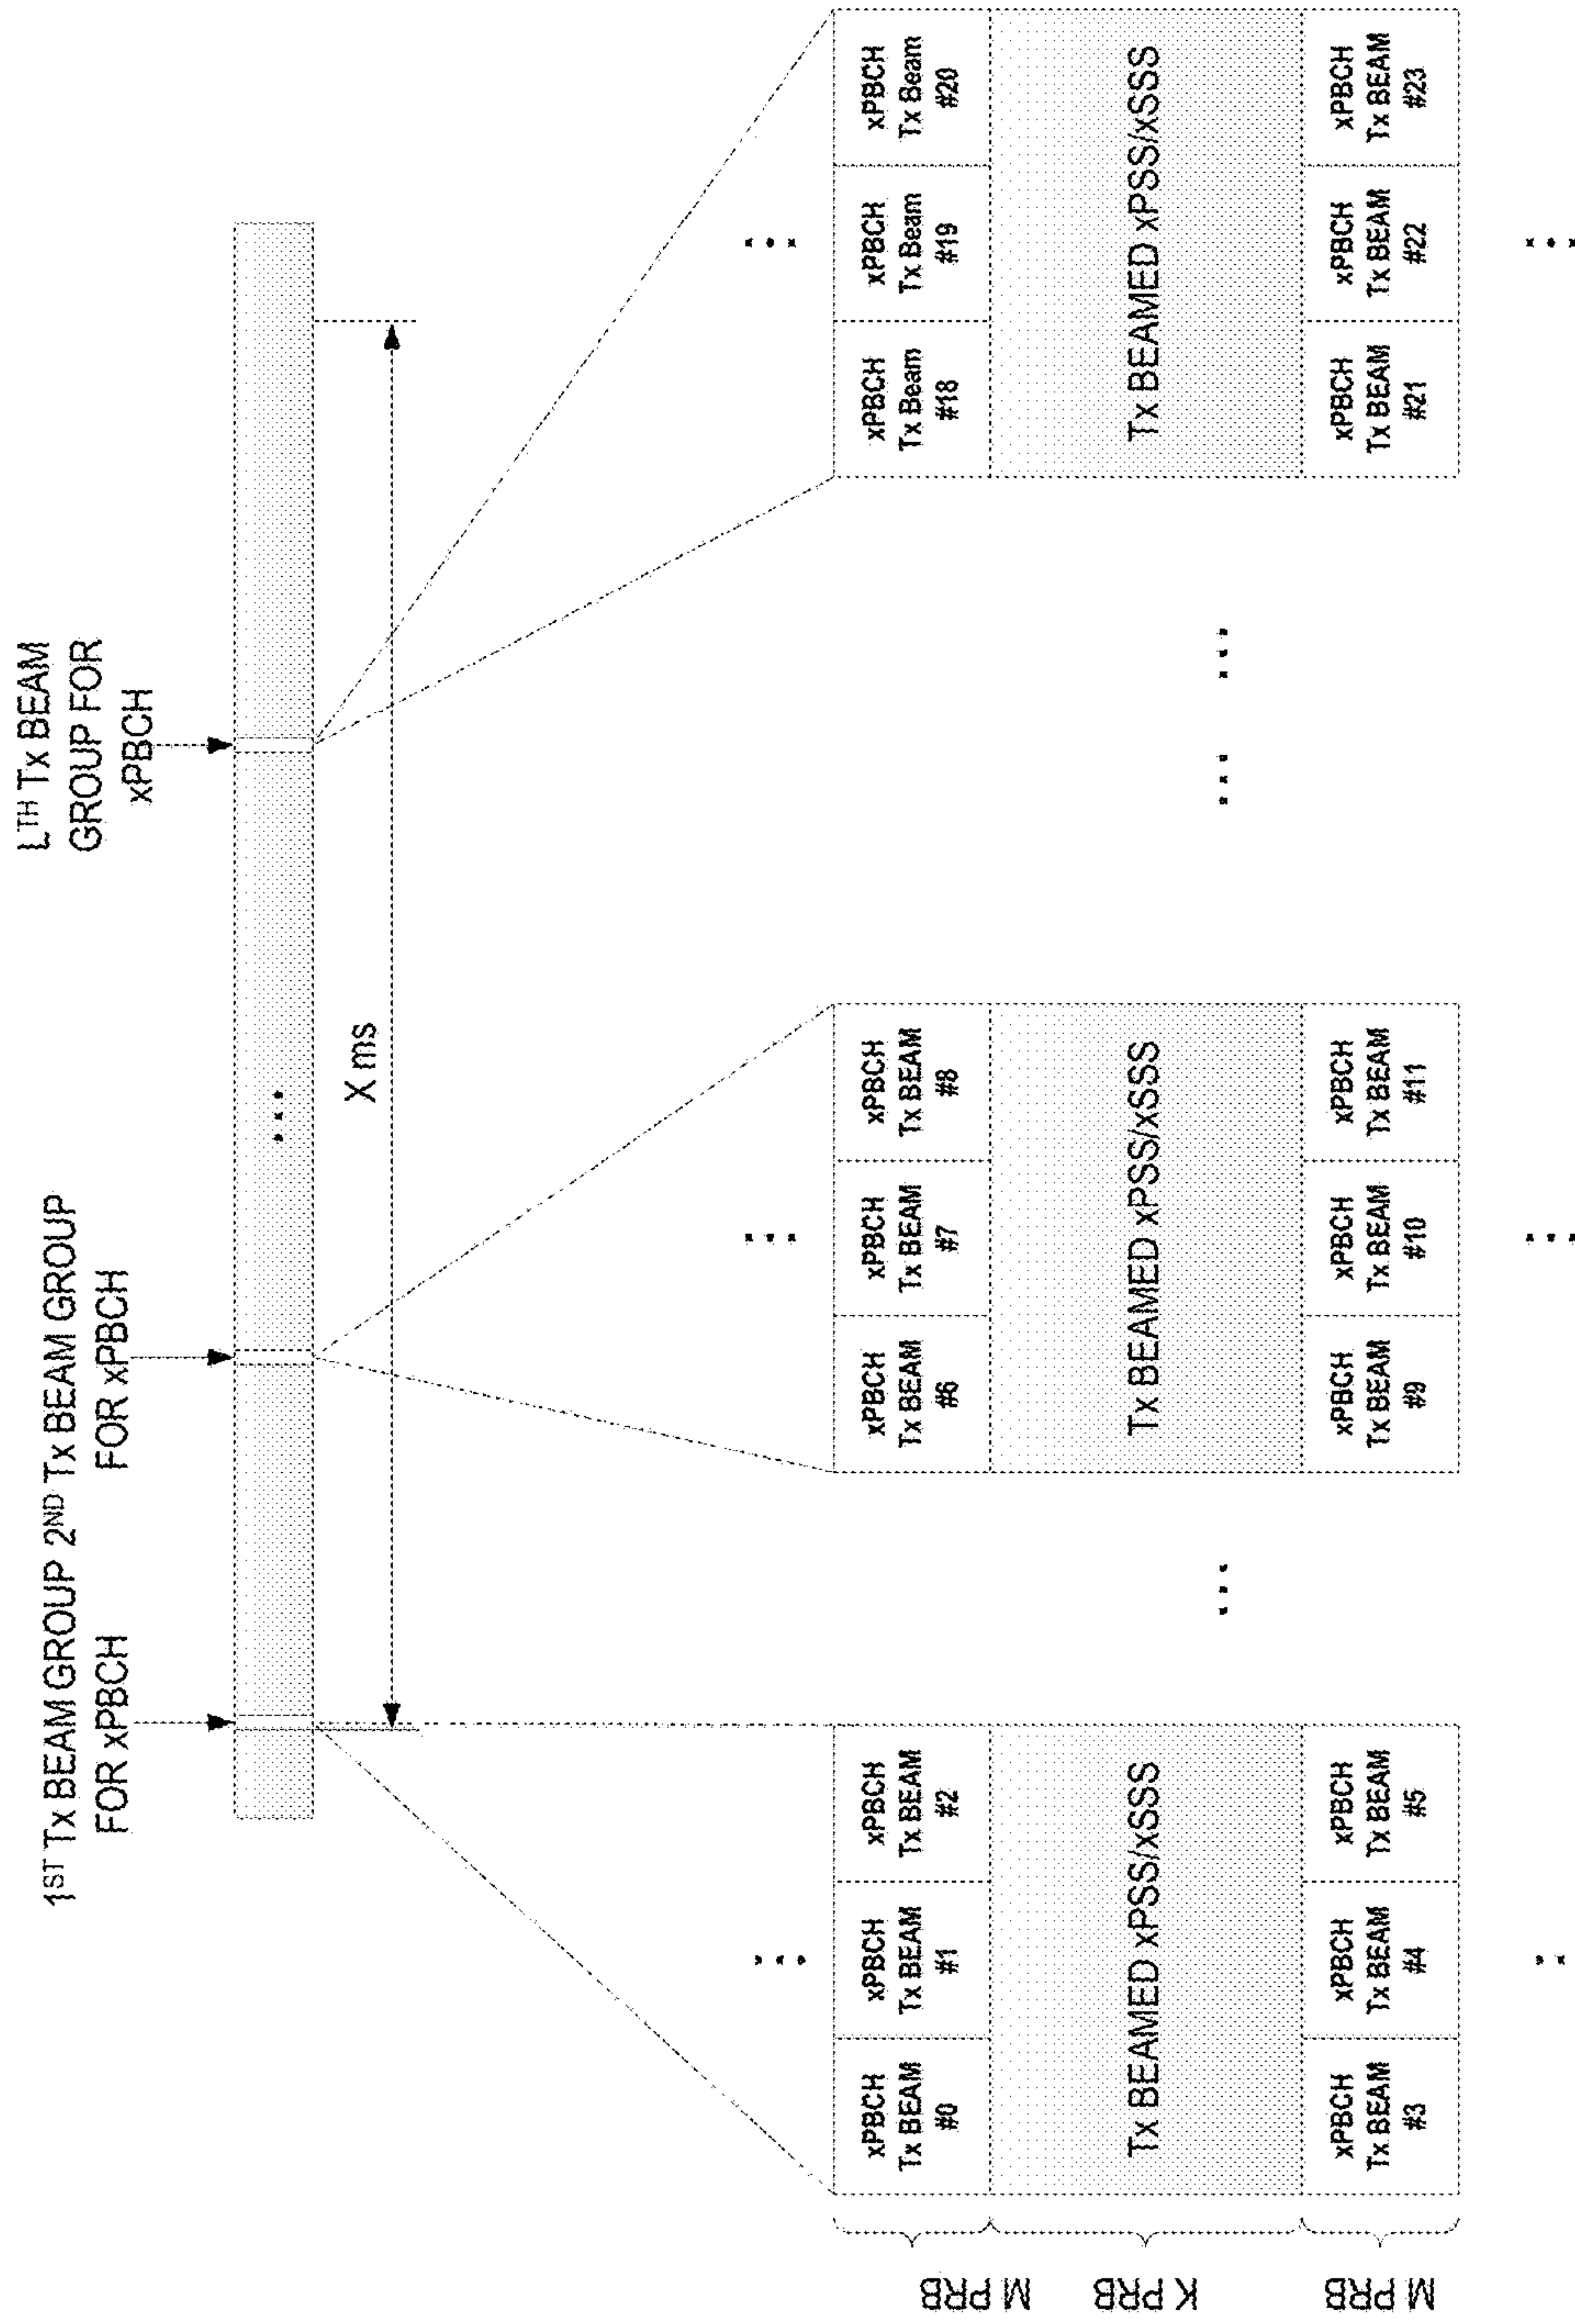 1ST Tx BEAM GROUP
FOR xPBCH
2ND Tx BEAM GROUP
FOR xPBCH
LTH Tx BEAM
GROUP FOR
xPBCH
...
X ms
...
...
...
M PRB
xPBCH
Tx BEAM
#0
xPBCH
Tx BEAM
#1
xPBCH
Tx BEAM
#2
xPBCH
Tx BEAM
#6
xPBCH
Tx BEAM
#7
xPBCH
Tx BEAM
#8
xPBCH
Tx Beam
#18
xPBCH
Tx Beam
#19
xPBCH
Tx Beam
#20
K PRB
Tx BEAMED xPSS/xSSS
...
Tx BEAMED xPSS/xSSS
... ...
Tx BEAMED xPSS/xSSS
M PRB
xPBCH
Tx BEAM
#3
xPBCH
Tx BEAM
#4
xPBCH
Tx BEAM
#5
xPBCH
Tx BEAM
#9
xPBCH
Tx BEAM
#10
xPBCH
Tx BEAM
#11
xPBCH
Tx BEAM
#21
xPBCH
Tx BEAM
#22
xPBCH
Tx BEAM
#23